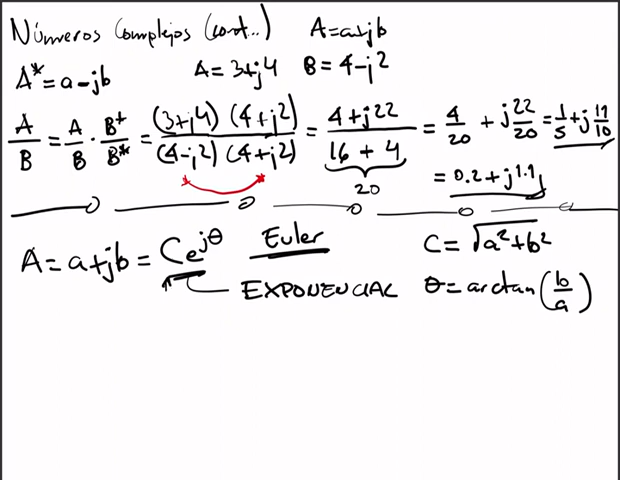 Números Complejos (cont...) A=a+jb
A*=a-jb A=3+j4 B=4-j2
A/B = A/B · B*/B* = (3+j4)(4+j2)/(4-j2)(4+j2) = 4+j22/16+4 = 4/20 + j22/20 = 1/5 + j11/10
20 = 0.2+j1.1
A=a+jb=Ce^jθ Euler C=√a²+b²
EXPONENCIAL θ=arctan(b/a)